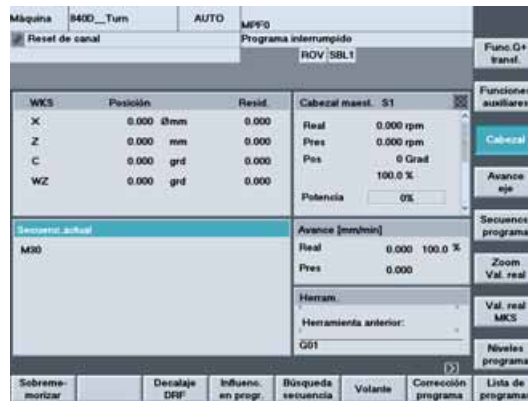 Máquina 840D__Turn AUTO MPF0
Reset de canal Programa interrumpido
ROV SBL1
Func.G+ transf.
Funciones auxiliares
Cabezal
Avance eje
Secuenc. programa
Zoom Val. real
Val. real MKS
Niveles programa
WKS Posición Resid.
X 0.000 Ømm 0.000
Z 0.000 mm 0.000
C 0.000 grd 0.000
WZ 0.000 grd 0.000
Cabezal maest. S1
Real 0.000 rpm
Pres 0.000 rpm
Pos 0 Grad
100.0 %
Potencia 0%
Secuenc.actual
M30
Avance [mm/min]
Real 0.000 100.0 %
Pres 0.000
Herram.
Herramienta anterior:
G01
Sobreme-morizar
Decalaje DRF
Influenc. en progr.
Búsqueda secuencia
Volante
Corrección programa
Lista de programa